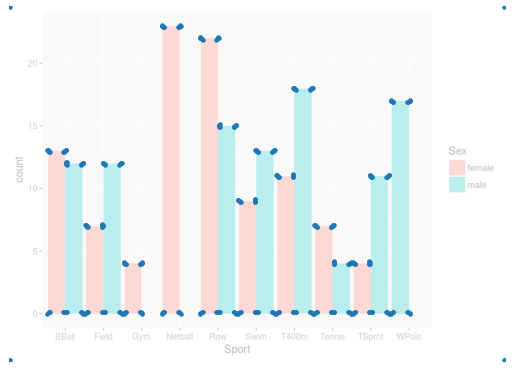 20
15
10
5
0
count
BBall Field Gym Netball Row Swim T400m Tennis TSprnt WPolo
Sport
Sex
female
male